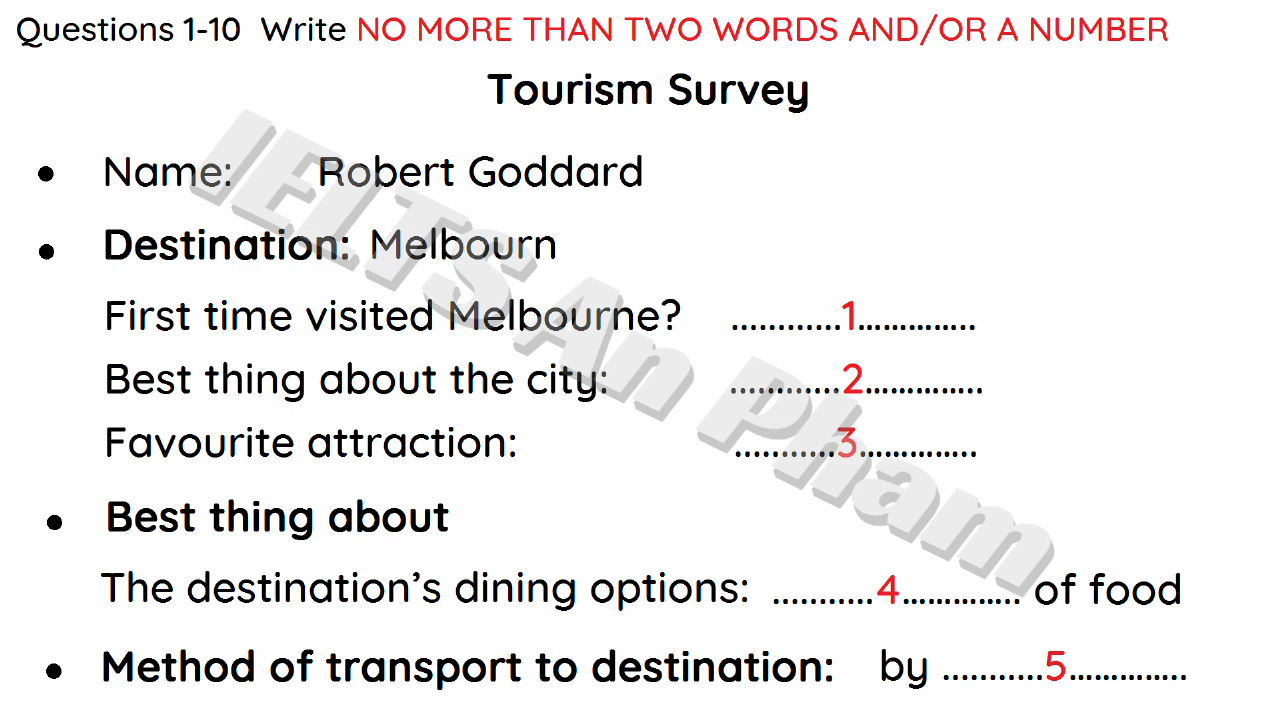 Questions 1-10 Write NO MORE THAN TWO WORDS AND/OR A NUMBER
Tourism Survey
• Name: Robert Goddard
• Destination: Melbourn
First time visited Melbourne? ............1..............
Best thing about the city: ............2..............
Favourite attraction: ...........3..............
• Best thing about
The destination’s dining options: ...........4.............. of food
• Method of transport to destination: by ...........5..............
IELTS An Pham